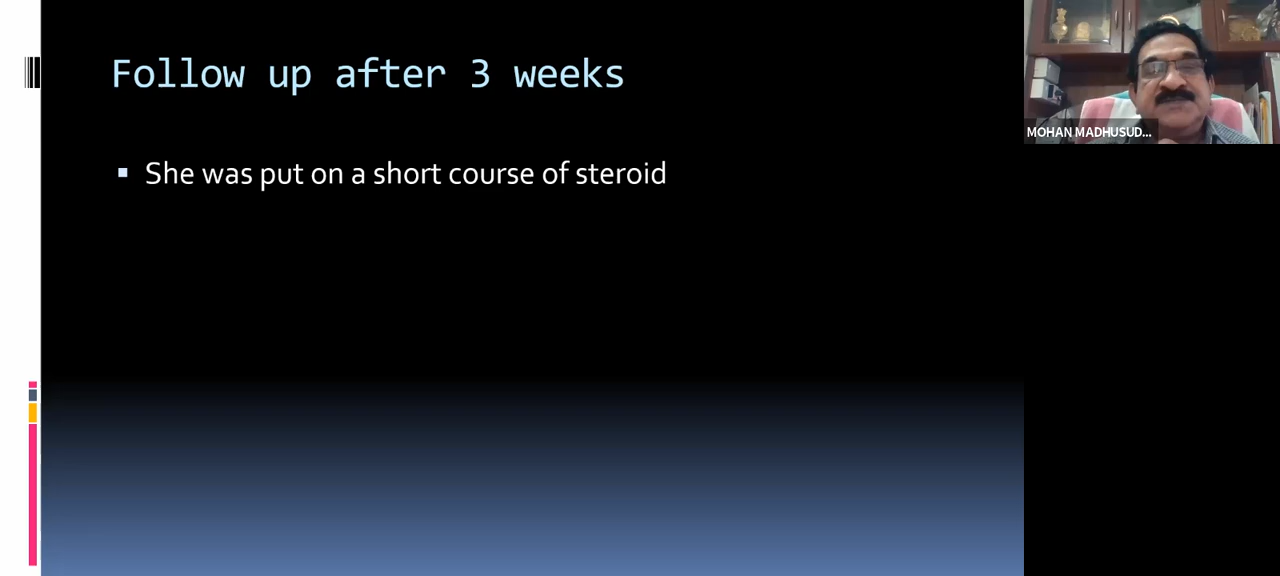 Follow up after 3 weeks
She was put on a short course of steroid
MOHAN MADHUSUD...